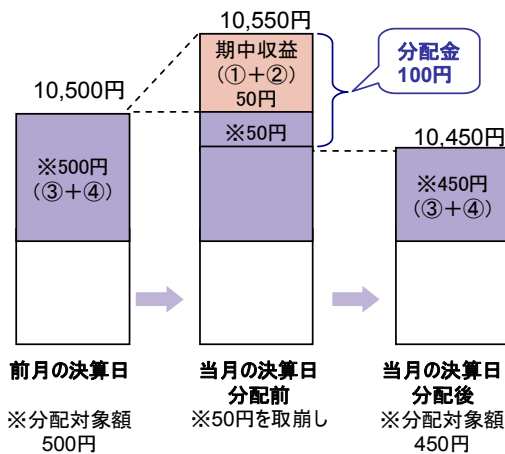 10,500円
※500円
(③+④)
前月の決算日
※分配対象額
500円
10,550円
期中収益
(①+②)
50円
※50円
分配金
100円
当月の決算日
分配前
※50円を取崩し
10,450円
※450円
(③+④)
当月の決算日
分配後
※分配対象額
450円